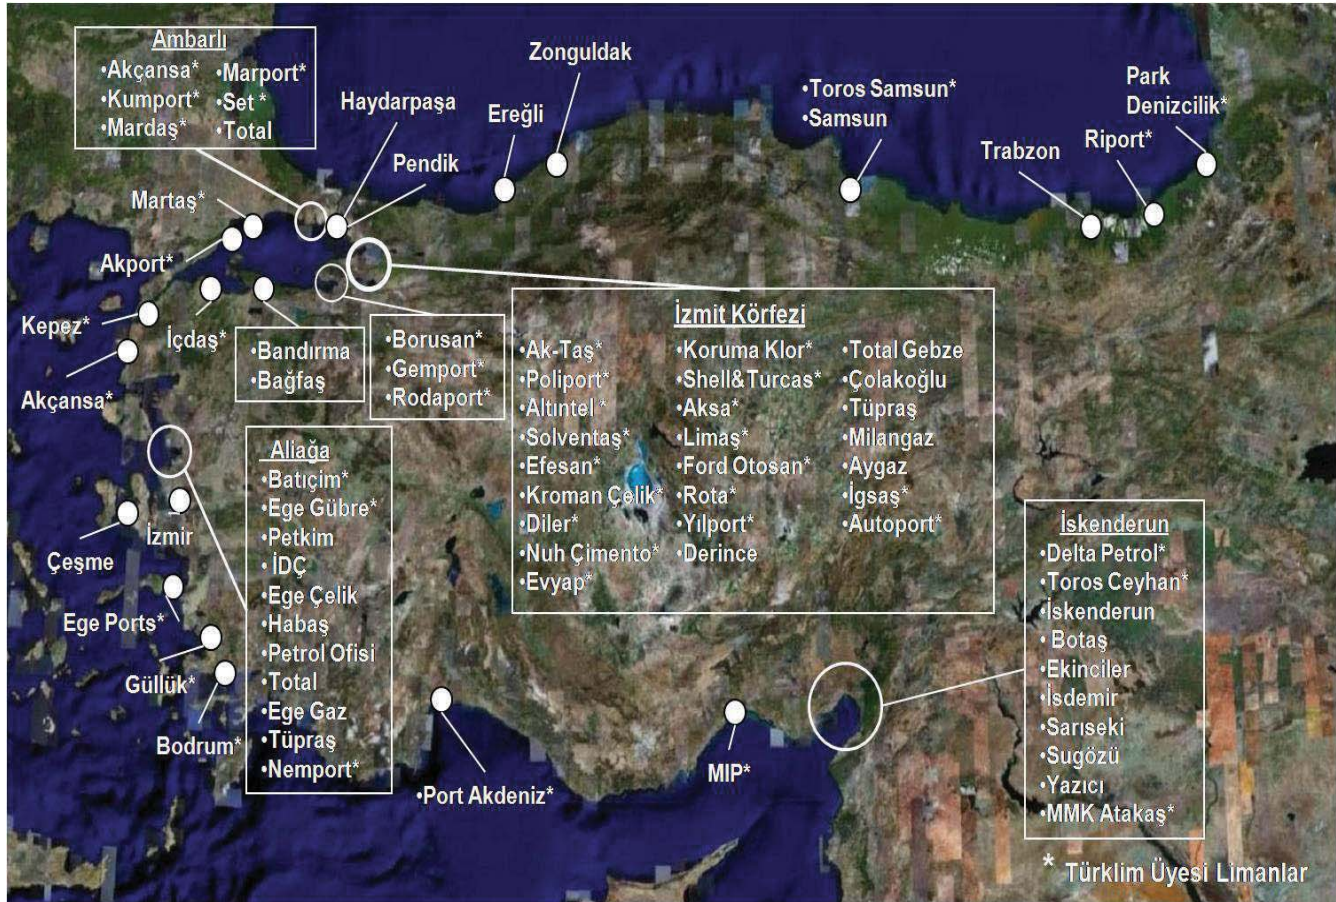 Ambarlı
•Akçansa*
•Kumport*
•Mardaş*
•Marport*
•Set *
•Total
Haydarpaşa
Pendik
Ereğli
Zonguldak
•Toros Samsun*
•Samsun
Trabzon
Riport*
Park
Denizcilik*
Martaş*
Akport*
Kepez*
Akçansa*
İçdaş*
•Bandırma
•Bağfaş
•Borusan*
•Gemport*
•Rodaport*
İzmit Körfezi
•Ak-Taş*
•Poliport*
•Altıntel *
•Solventaş*
•Efesan*
•Kroman Çelik*
•Diler*
•Nuh Çimento*
•Evyap*
•Koruma Klor*
•Shell&Turcas*
•Aksa*
•Limaş*
•Ford Otosan*
•Rota*
•Yılport*
•Derince
•Total Gebze
•Çolakoğlu
•Tüpraş
•Milangaz
•Aygaz
•İgsaş*
•Autoport*
Aliağa
•Batıçim*
•Ege Gübre*
•Petkim
• İDÇ
•Ege Çelik
•Habaş
•Petrol Ofisi
•Total
•Ege Gaz
•Tüpraş
•Nemport*
İzmir
Çeşme
Ege Ports*
Güllük*
Bodrum*
•Port Akdeniz*
MIP*
İskenderun
•Delta Petrol*
•Toros Ceyhan*
•İskenderun
• Botaş
•Ekinciler
•İsdemir
•Sarıseki
•Sugözü
•Yazıcı
•MMK Atakaş*
* Türklim Üyesi Limanlar